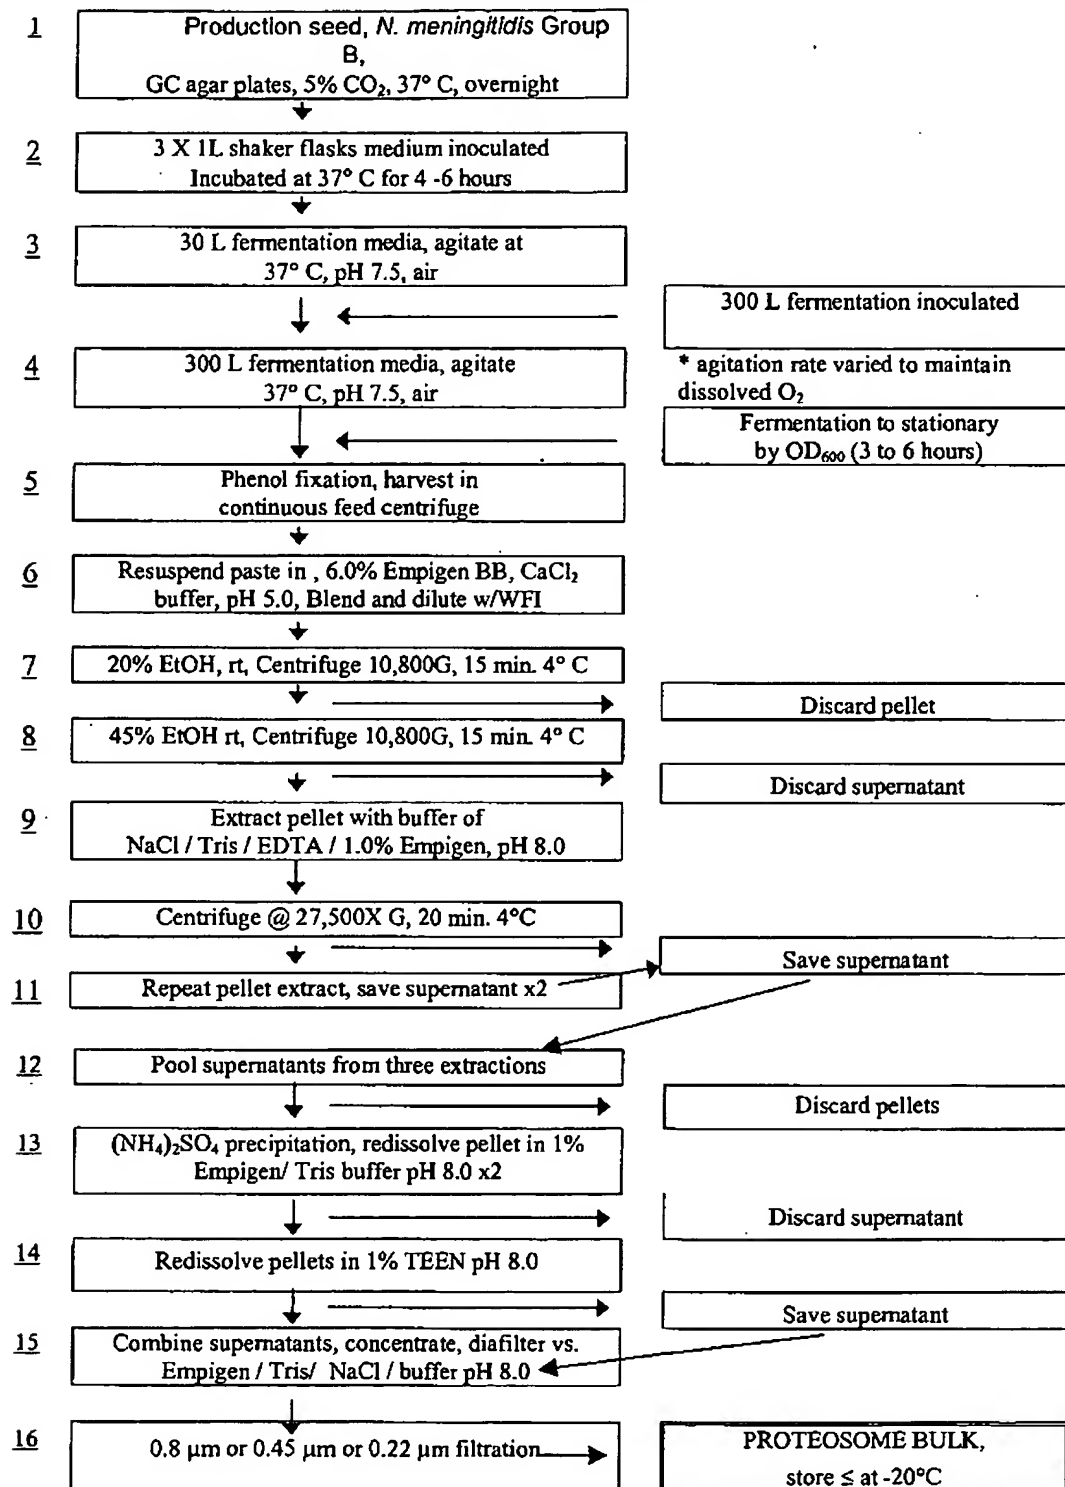 1
Production seed, N. meningitidis Group
B,
GC agar plates, 5% CO₂, 37° C, overnight
2
3 X 1L shaker flasks medium inoculated
Incubated at 37° C for 4 -6 hours
3
30 L fermentation media, agitate at
37° C, pH 7.5, air
300 L fermentation inoculated
4
300 L fermentation media, agitate
37° C, pH 7.5, air
* agitation rate varied to maintain
dissolved O₂
Fermentation to stationary
by OD₆₀₀ (3 to 6 hours)
5
Phenol fixation, harvest in
continuous feed centrifuge
6
Resuspend paste in , 6.0% Empigen BB, CaCl₂
buffer, pH 5.0, Blend and dilute w/WFI
7
20% EtOH, rt, Centrifuge 10,800G, 15 min. 4° C
Discard pellet
8
45% EtOH rt, Centrifuge 10,800G, 15 min. 4° C
Discard supernatant
9
Extract pellet with buffer of
NaCl / Tris / EDTA / 1.0% Empigen, pH 8.0
10
Centrifuge @ 27,500X G, 20 min. 4°C
Save supernatant
11
Repeat pellet extract, save supernatant x2
12
Pool supernatants from three extractions
Discard pellets
13
(NH₄)₂SO₄ precipitation, redissolve pellet in 1%
Empigen/ Tris buffer pH 8.0 x2
Discard supernatant
14
Redissolve pellets in 1% TEEN pH 8.0
Save supernatant
15
Combine supernatants, concentrate, diafilter vs.
Empigen / Tris/ NaCl / buffer pH 8.0
16
0.8 µm or 0.45 µm or 0.22 µm filtration
PROTEOSOME BULK,
store ≤ at -20°C